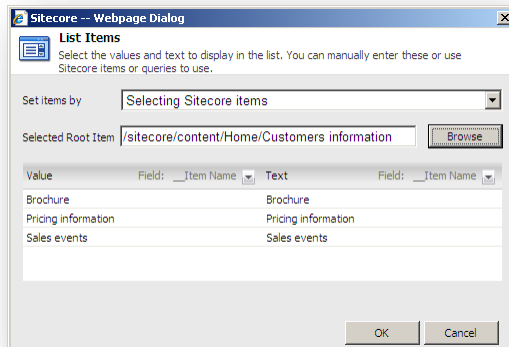 Sitecore -- Webpage Dialog
List Items
Select the values and text to display in the list. You can manually enter these or use
Sitecore items or queries to use.
Set items by Selecting Sitecore items
Selected Root Item /sitecore/content/Home/Customers information Browse
Value Field: __Item Name Text Field: __Item Name
Brochure Brochure
Pricing information Pricing information
Sales events Sales events
OK Cancel